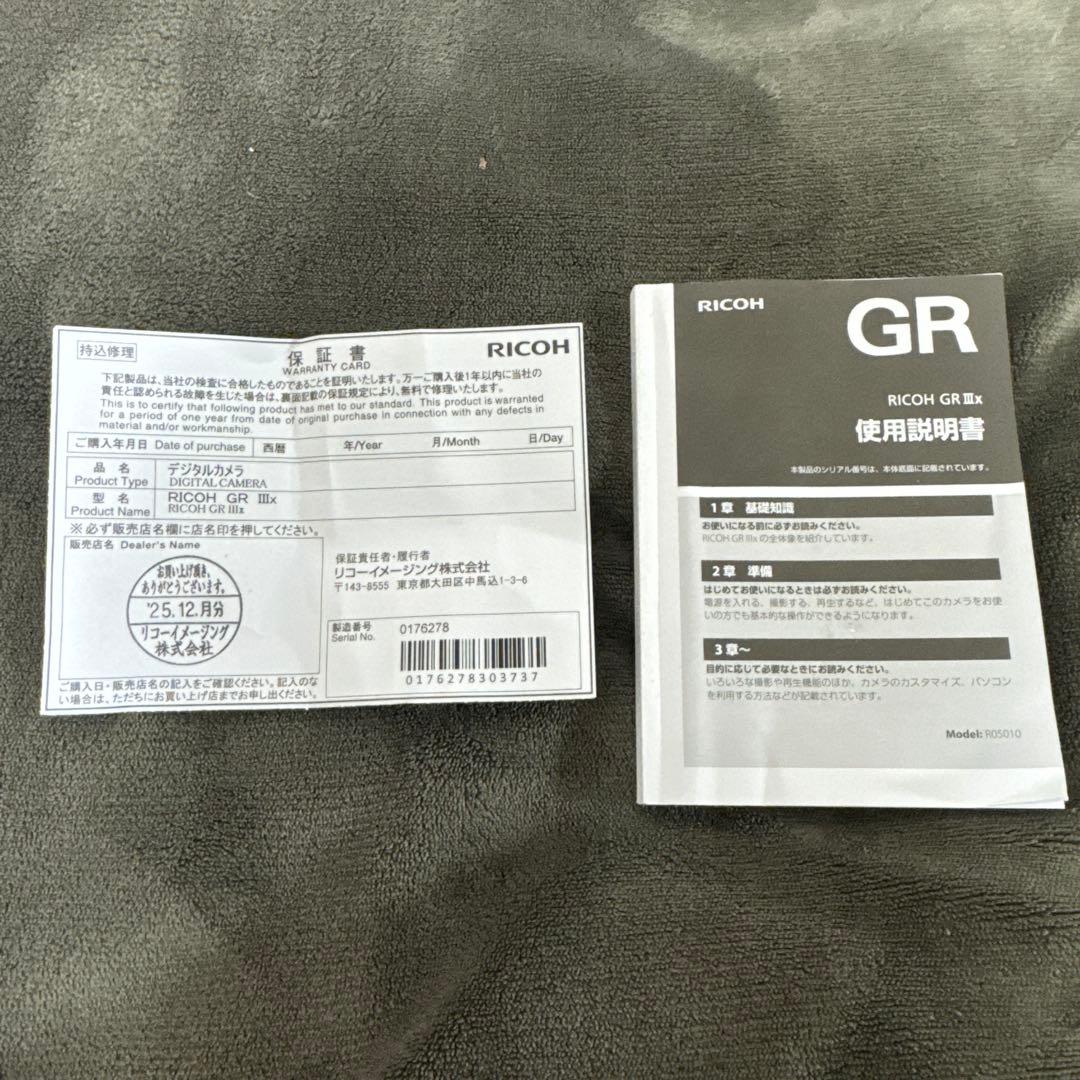 持込修理
保証書
WARRANTY CARD
RICOH
下記製品は、当社の検査に合格したものであることを証明いたします。万一ご購入後1年以内に当社の
責任と認められる故障を生じた場合は、裏面記載の保証規定により、無料で修理いたします。
This is to certify that following product has met to our standard. This product is warranted
for a period of one year from date of original purchase in connection with any defects in
material and/or workmanship.
ご購入年月日 Date of purchase 西暦 年/Year 月/Month 日/Day
品名 デジタルカメラ
Product Type DIGITAL CAMERA
型名 RICOH GR Ⅲx
Product Name RICOH GR Ⅲx
※必ず販売店名欄に店名印を押してください。
販売店名 Dealer's Name
お買い上げ頂き、
ありがとうございます。
'25.12.月分
リコーイメージング
株式会社
保証責任者・履行者
リコーイメージング株式会社
〒143-8555 東京都大田区中馬込1-3-6
製造番号
Serial No. 0176278
0176278303737
ご購入日・販売店名の記入をご確認ください。記入のな
い場合は、ただちにお買い上げ店までお申し出ください。
RICOH
GR
RICOH GR Ⅲx
使用説明書
本製品のシリアル番号は、本体底面に記載されています。
1章 基礎知識
お使いになる前に必ずお読みください。
RICOH GR Ⅲx の全体像を紹介しています。
2章 準備
はじめてお使いになるときは必ずお読みください。
電源を入れる、撮影する、再生するなど、はじめてこのカメラをお使
いの方でも基本的な操作ができるようになります。
3章〜
目的に応じて必要なときにお読みください。
いろいろな撮影や再生機能のほか、カメラのカスタマイズ、パソコン
を利用する方法などが記載されています。
Model: R05010